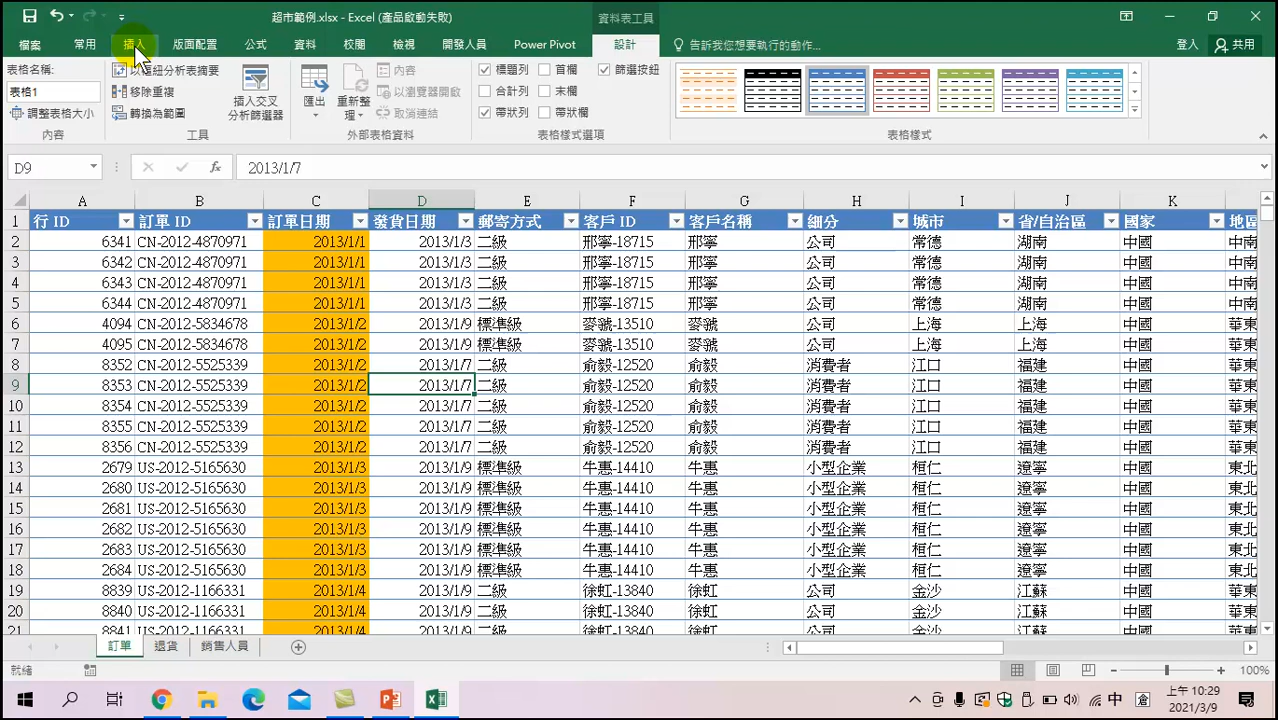 超市範例.xlsx - Excel (產品啟動失敗)
資料表工具
檔案 常用 插入 版面配置 公式 資料 校閱 檢視 開發人員 Power Pivot 設計 告訴我您想要執行的動作... 登入 共用
表格名稱:
表格1
調整表格大小
內容
以樞紐分析表摘要
移除重複
轉換為範圍
插入交叉
分析篩選器
工具
匯出
重新整
理
內容
以瀏覽器開啟
取消連結
外部表格資料
標題列 首欄 篩選按鈕
合計列 末欄
帶狀列 帶狀欄
表格樣式選項
表格樣式
D9 fx 2013/1/7
A B C D E F G H I J K
1 行 ID 訂單 ID 訂單日期 發貨日期 郵寄方式 客戶 ID 客戶名稱 細分 城市 省/自治區 國家 地區
2 6341 CN-2012-4870971 2013/1/1 2013/1/3 二級 邢寧-18715 邢寧 公司 常德 湖南 中國 中南
3 6342 CN-2012-4870971 2013/1/1 2013/1/3 二級 邢寧-18715 邢寧 公司 常德 湖南 中國 中南
4 6343 CN-2012-4870971 2013/1/1 2013/1/3 二級 邢寧-18715 邢寧 公司 常德 湖南 中國 中南
5 6344 CN-2012-4870971 2013/1/1 2013/1/3 二級 邢寧-18715 邢寧 公司 常德 湖南 中國 中南
6 4094 CN-2012-5834678 2013/1/2 2013/1/9 標準級 麥號-13510 麥號 公司 上海 上海 中國 華東
7 4095 CN-2012-5834678 2013/1/2 2013/1/9 標準級 麥號-13510 麥號 公司 上海 上海 中國 華東
8 8352 CN-2012-5525339 2013/1/2 2013/1/7 二級 俞毅-12520 俞毅 消費者 江口 福建 中國 華東
9 8353 CN-2012-5525339 2013/1/2 2013/1/7 二級 俞毅-12520 俞毅 消費者 江口 福建 中國 華東
10 8354 CN-2012-5525339 2013/1/2 2013/1/7 二級 俞毅-12520 俞毅 消費者 江口 福建 中國 華東
11 8355 CN-2012-5525339 2013/1/2 2013/1/7 二級 俞毅-12520 俞毅 消費者 江口 福建 中國 華東
12 8356 CN-2012-5525339 2013/1/2 2013/1/7 二級 俞毅-12520 俞毅 消費者 江口 福建 中國 華東
13 2679 US-2012-5165630 2013/1/3 2013/1/9 標準級 牛惠-14410 牛惠 小型企業 桓仁 遼寧 中國 東北
14 2680 US-2012-5165630 2013/1/3 2013/1/9 標準級 牛惠-14410 牛惠 小型企業 桓仁 遼寧 中國 東北
15 2681 US-2012-5165630 2013/1/3 2013/1/9 標準級 牛惠-14410 牛惠 小型企業 桓仁 遼寧 中國 東北
16 2682 US-2012-5165630 2013/1/3 2013/1/9 標準級 牛惠-14410 牛惠 小型企業 桓仁 遼寧 中國 東北
17 2683 US-2012-5165630 2013/1/3 2013/1/9 標準級 牛惠-14410 牛惠 小型企業 桓仁 遼寧 中國 東北
18 2684 US-2012-5165630 2013/1/3 2013/1/9 標準級 牛惠-14410 牛惠 小型企業 桓仁 遼寧 中國 東北
19 8839 US-2012-1166331 2013/1/4 2013/1/9 二級 徐虹-13840 徐虹 公司 金沙 江蘇 中國 華東
20 8840 US-2012-1166331 2013/1/4 2013/1/9 二級 徐虹-13840 徐虹 公司 金沙 江蘇 中國 華東
21 8841 US-2012-1166331 2013/1/4 2013/1/9 二級 徐虹-13840 徐虹 公司 金沙 江蘇 中國 華東
訂單 退貨 銷售人員
就緒 100%
中 倉 上午 10:29
2021/3/9